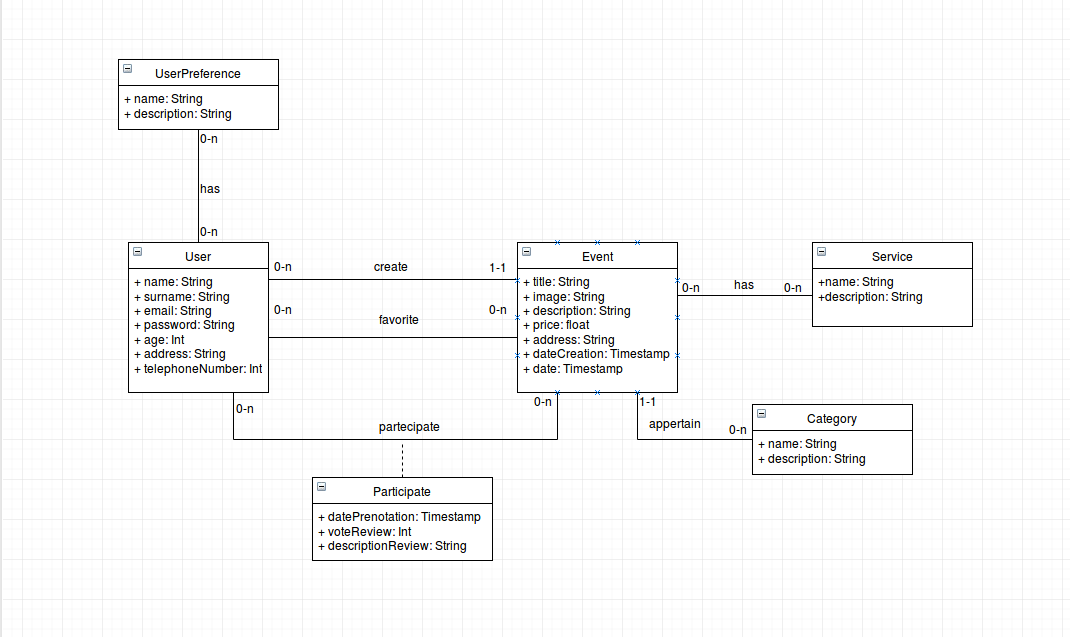 UserPreference
+ name: String
+ description: String
0-n
has
0-n
User
+ name: String
+ surname: String
+ email: String
+ password: String
+ age: Int
+ address: String
+ telephoneNumber: Int
0-n
create
1-1
0-n
favorite
0-n
Event
+ title: String
+ image: String
+ description: String
+ price: float
+ address: String
+ dateCreation: Timestamp
+ date: Timestamp
0-n
has
0-n
Service
+name: String
+description: String
0-n
partecipate
0-n
1-1
appertain
0-n
Category
+ name: String
+ description: String
Participate
+ datePrenotation: Timestamp
+ voteReview: Int
+ descriptionReview: String